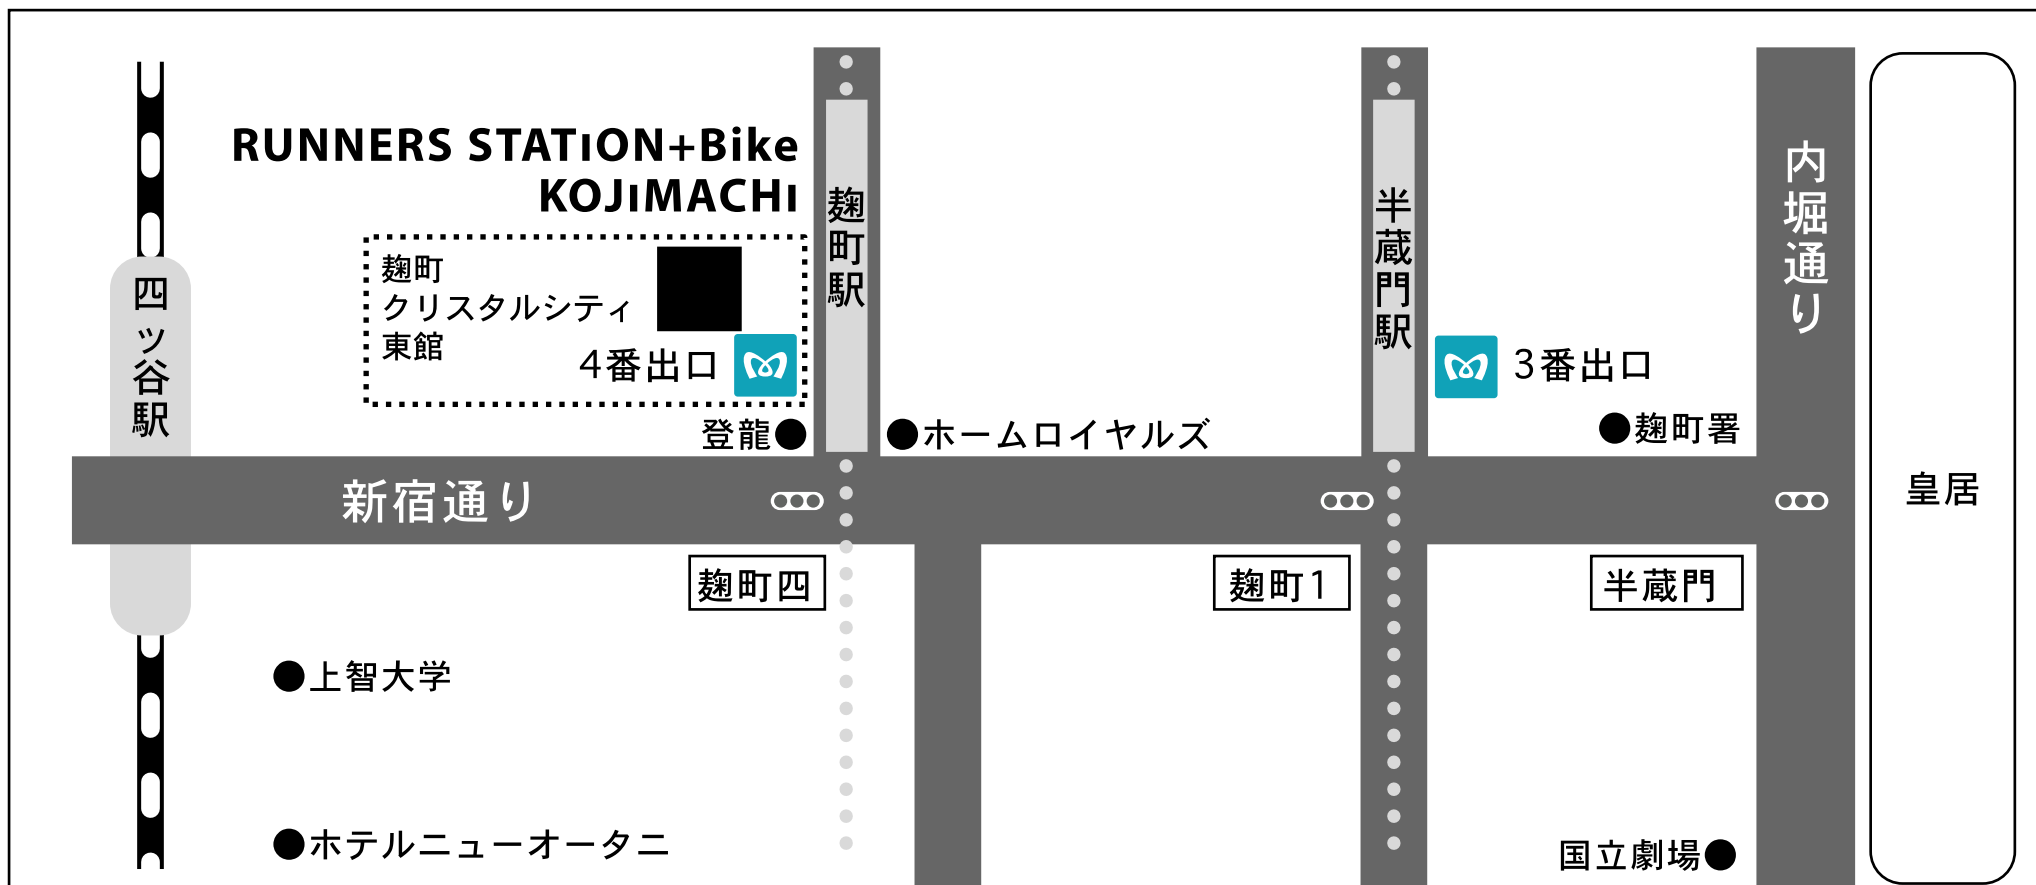 RUNNERS STATION+Bike
KOJIMACHI
麹町
クリスタルシティ
東館
4番出口
麹町駅
半蔵門駅
内堀通り
四ッ谷駅
3番出口
登龍
ホームロイヤルズ
麹町署
新宿通り
皇居
麹町四
麹町1
半蔵門
上智大学
ホテルニューオータニ
国立劇場